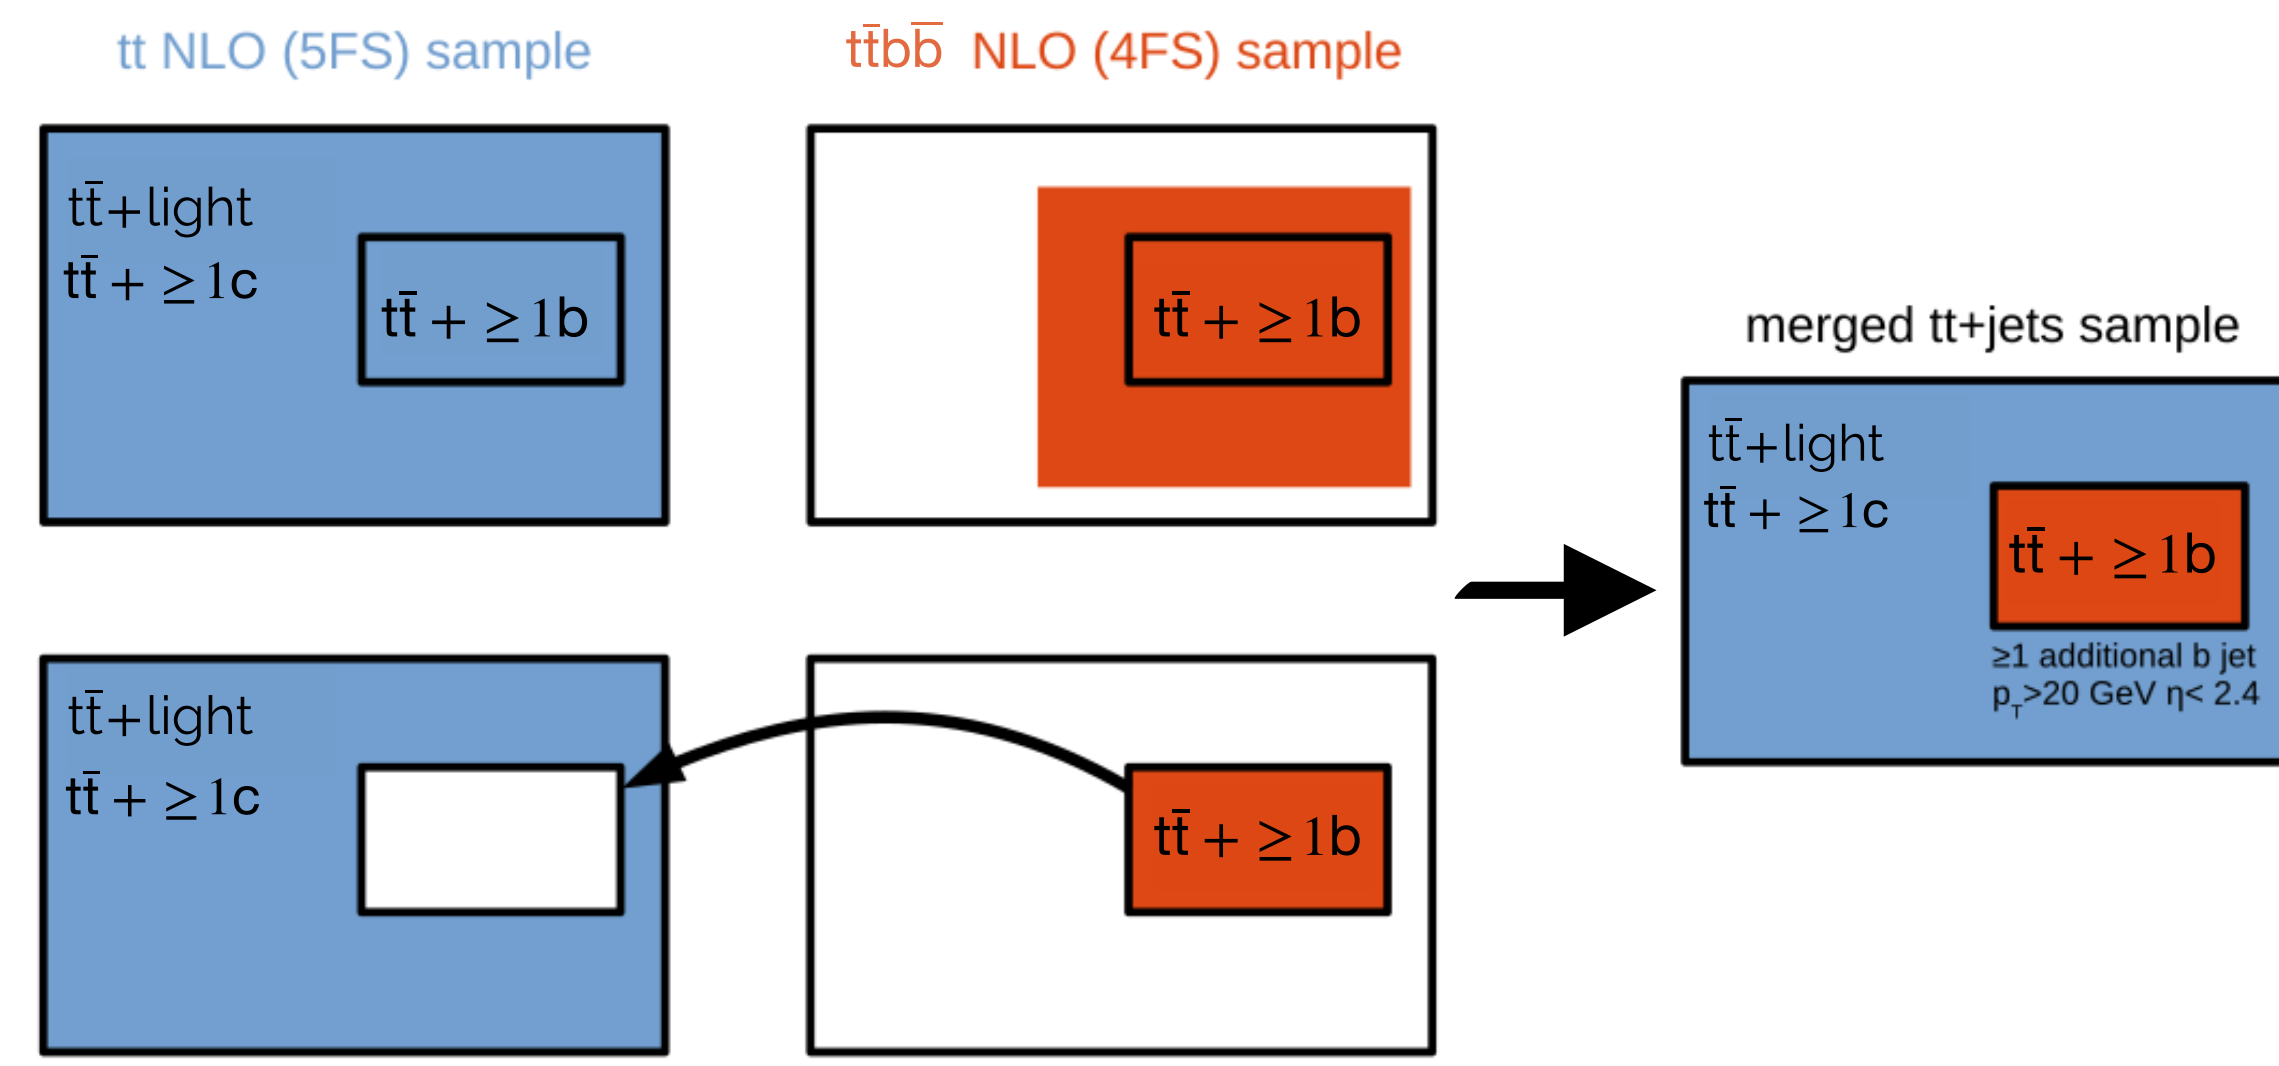 tt NLO (5FS) sample
tt̄bb̄ NLO (4FS) sample
tt̄+light
tt̄ + ≥1c
tt̄ + ≥1b
tt̄ + ≥1b
merged tt+jets sample
tt̄+light
tt̄ + ≥1c
tt̄ + ≥1b
≥1 additional b jet
p_T>20 GeV η< 2.4
tt̄+light
tt̄ + ≥1c
tt̄ + ≥1b